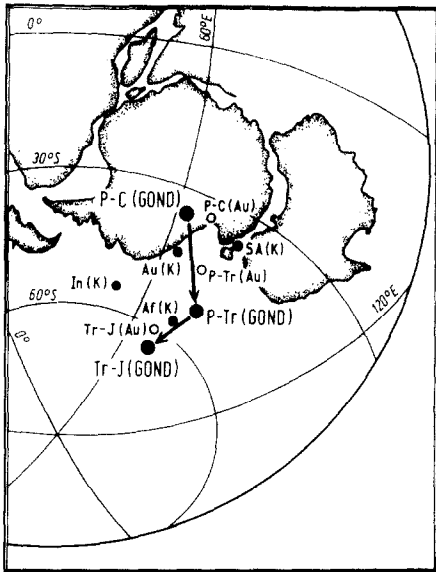 0°
60°E
30°S
P-C(GOND)
P-C(Au)
SA(K)
Au(K)
P-Tr(Au)
In(K)
60°S
Af(K)
P-Tr(GOND)
120°E
Tr-J(Au)
0°
Tr-J(GOND)